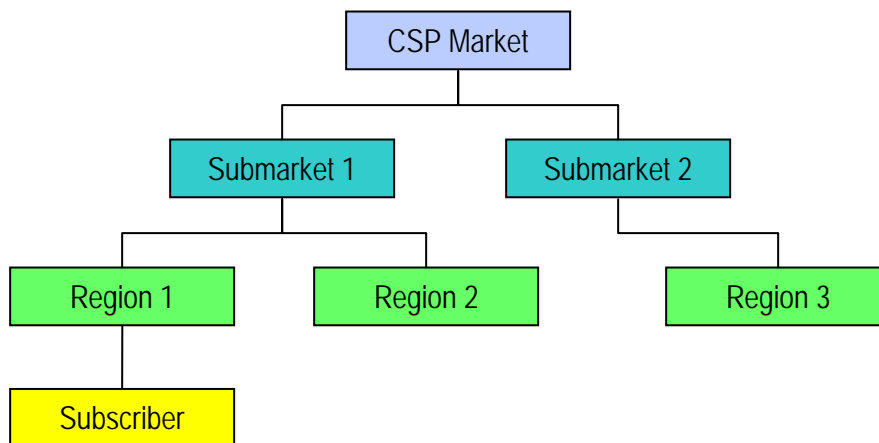 CSP Market
Submarket 1
Submarket 2
Region 1
Region 2
Region 3
Subscriber